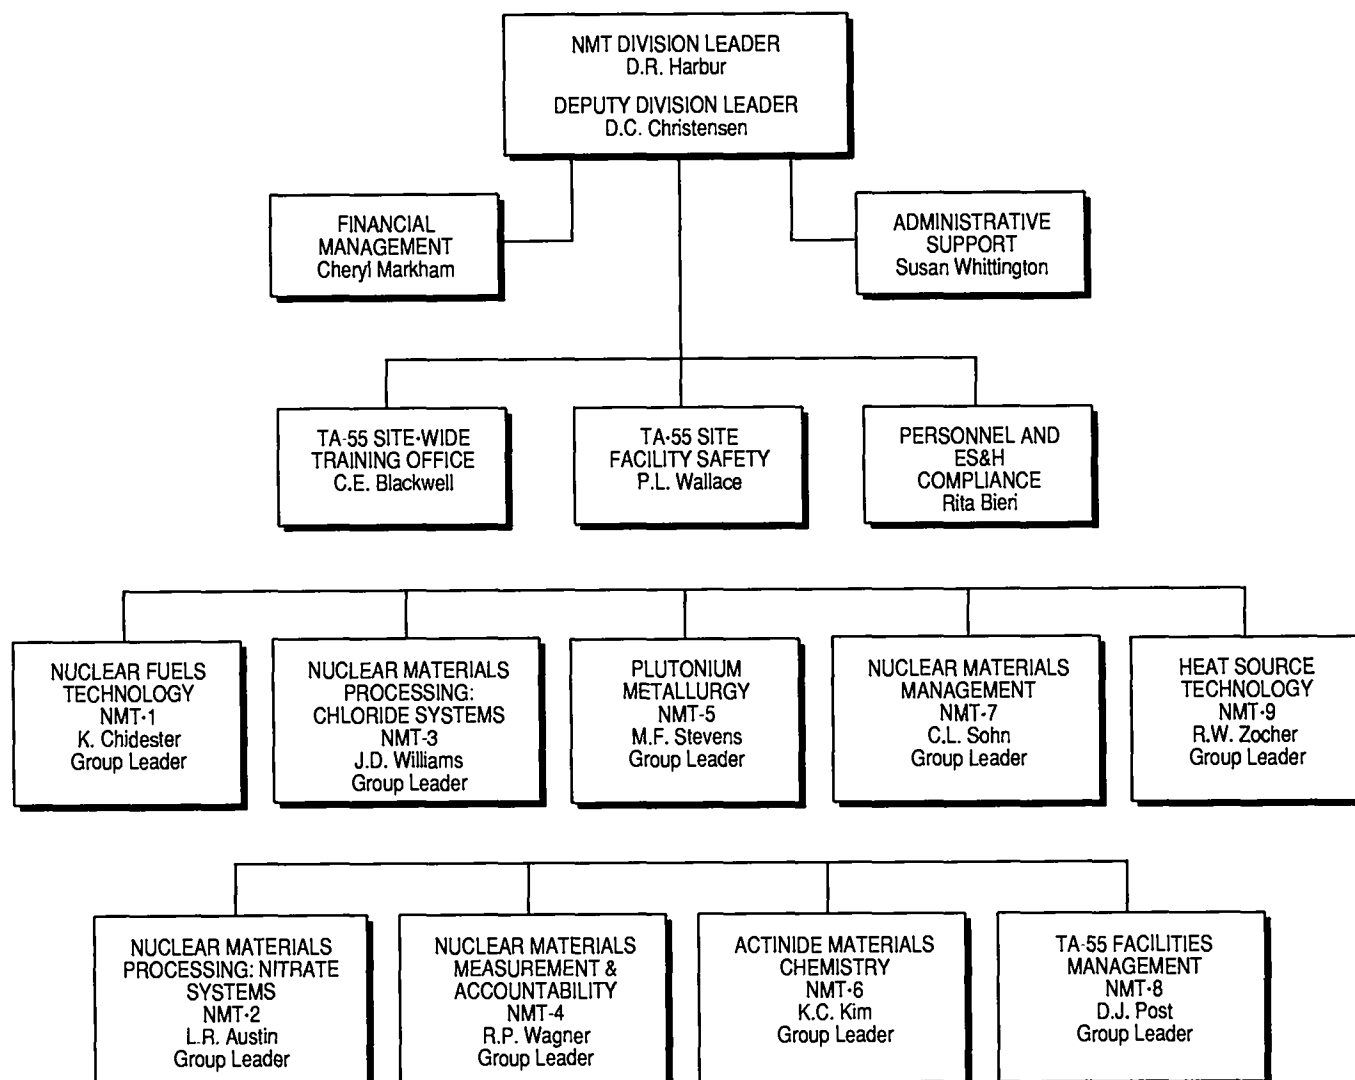 NMT DIVISION LEADER
D.R. Harbur
DEPUTY DIVISION LEADER
D.C. Christensen
FINANCIAL
MANAGEMENT
Cheryl Markham
ADMINISTRATIVE
SUPPORT
Susan Whittington
TA-55 SITE-WIDE
TRAINING OFFICE
C.E. Blackwell
TA-55 SITE
FACILITY SAFETY
P.L. Wallace
PERSONNEL AND
ES&H
COMPLIANCE
Rita Bieri
NUCLEAR FUELS
TECHNOLOGY
NMT-1
K. Chidester
Group Leader
NUCLEAR MATERIALS
PROCESSING:
CHLORIDE SYSTEMS
NMT-3
J.D. Williams
Group Leader
PLUTONIUM
METALLURGY
NMT-5
M.F. Stevens
Group Leader
NUCLEAR MATERIALS
MANAGEMENT
NMT-7
C.L. Sohn
Group Leader
HEAT SOURCE
TECHNOLOGY
NMT-9
R.W. Zocher
Group Leader
NUCLEAR MATERIALS
PROCESSING: NITRATE
SYSTEMS
NMT-2
L.R. Austin
Group Leader
NUCLEAR MATERIALS
MEASUREMENT &
ACCOUNTABILITY
NMT-4
R.P. Wagner
Group Leader
ACTINIDE MATERIALS
CHEMISTRY
NMT-6
K.C. Kim
Group Leader
TA-55 FACILITIES
MANAGEMENT
NMT-8
D.J. Post
Group Leader